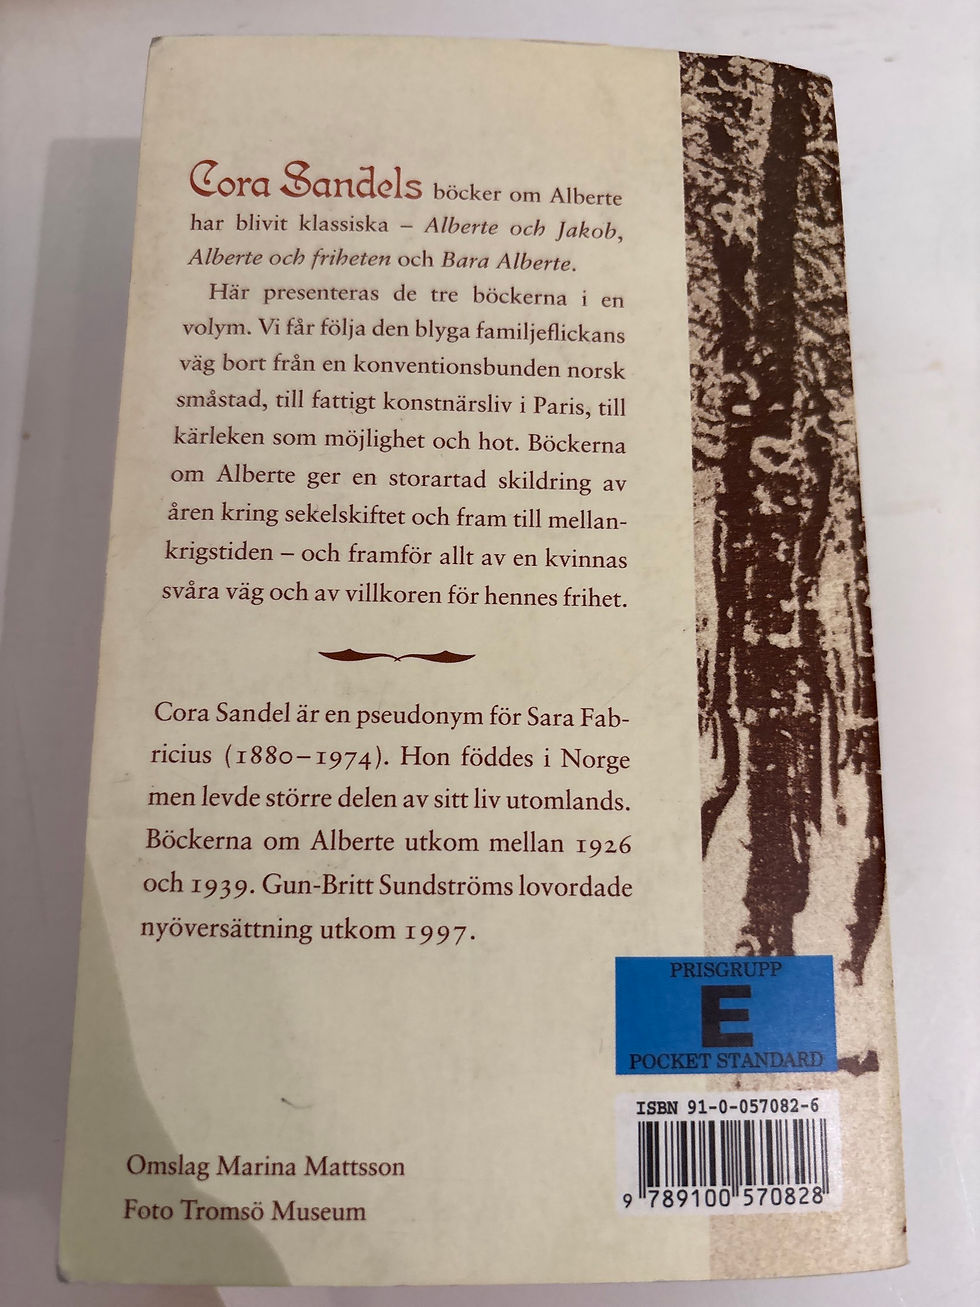 Cora Sandels böcker om Alberte
har blivit klassiska – Alberte och Jakob,
Alberte och friheten och Bara Alberte.
Här presenteras de tre böckerna i en
volym. Vi får följa den blyga familjeflickans
väg bort från en konventionsbunden norsk
småstad, till fattigt konstnärsliv i Paris, till
kärleken som möjlighet och hot. Böckerna
om Alberte ger en storartad skildring av
åren kring sekelskiftet och fram till mellan-
krigstiden – och framför allt av en kvinnas
svåra väg och av villkoren för hennes frihet.
Cora Sandel är en pseudonym för Sara Fab-
ricius (1880–1974). Hon föddes i Norge
men levde större delen av sitt liv utomlands.
Böckerna om Alberte utkom mellan 1926
och 1939. Gun-Britt Sundströms lovordade
nyöversättning utkom 1997.
PRISGRUPP
E
POCKET STANDARD
ISBN 91-0-057082-6
9 789100 570828
Omslag Marina Mattsson
Foto Tromsö Museum